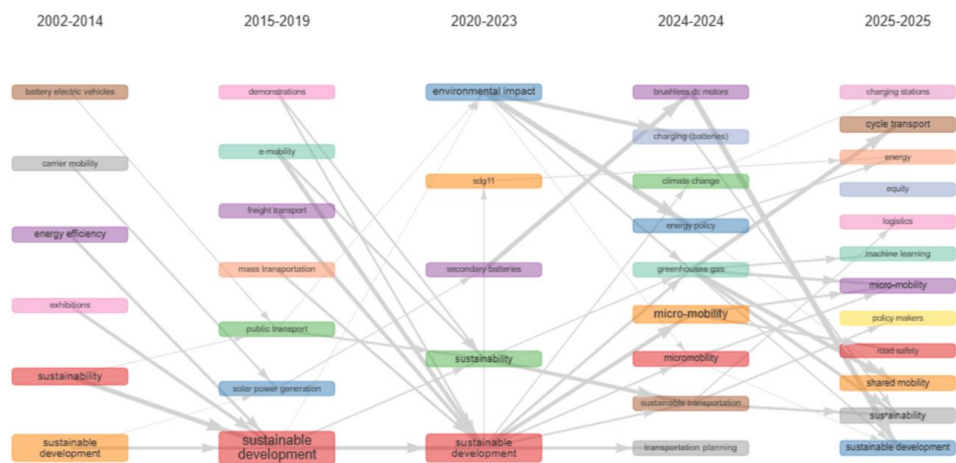 2002-2014
2015-2019
2020-2023
2024-2024
2025-2025
battery electric vehicles
carrier mobility
energy efficiency
exhibitions
sustainability
sustainable
development
demonstrations
e-mobility
freight transport
mass transportation
public transport
solar power generation
sustainable
development
environmental impact
sdg11
secondary batteries
sustainability
sustainable
development
brushless dc motors
charging (batteries)
climate change
energy policy
greenhouses gas
micro-mobility
micromobility
sustainable transportation
transportation planning
charging stations
cycle transport
energy
equity
logistics
machine learning
micro-mobility
policy makers
road safety
shared mobility
sustainability
sustainable development